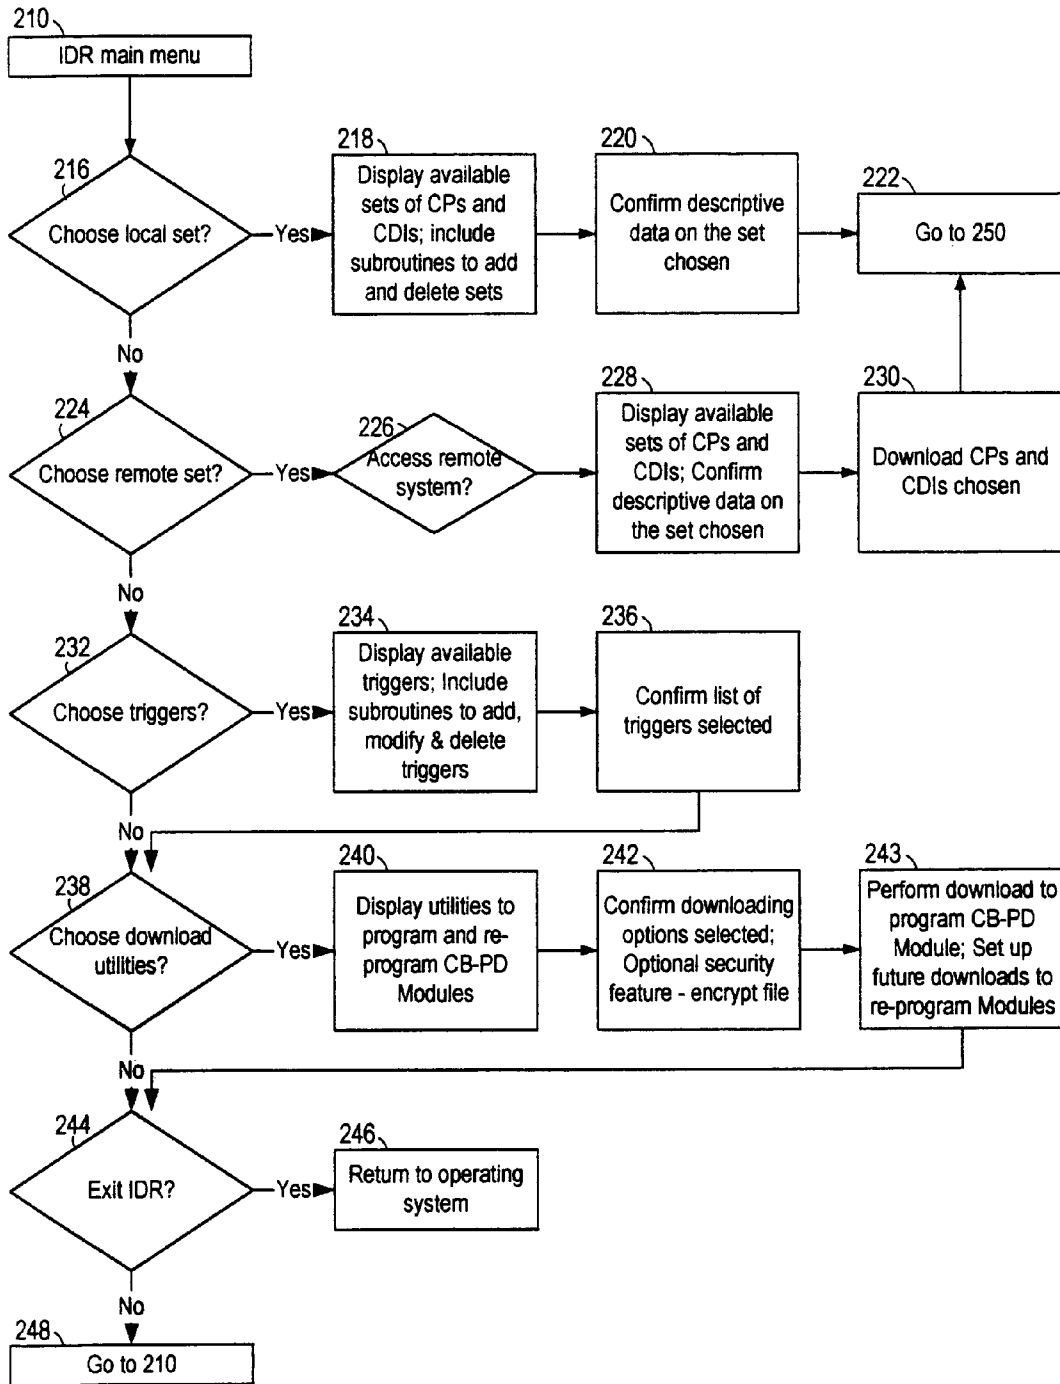 210
IDR main menu
216
Choose local set?
Yes
218
Display available
sets of CPs and
CDIs; include
subroutines to add
and delete sets
220
Confirm descriptive
data on the set
chosen
222
Go to 250
No
224
Choose remote set?
Yes
226
Access remote
system?
228
Display available
sets of CPs and
CDIs; Confirm
descriptive data on
the set chosen
230
Download CPs and
CDIs chosen
No
232
Choose triggers?
Yes
234
Display available
triggers; Include
subroutines to add,
modify & delete
triggers
236
Confirm list of
triggers selected
No
238
Choose download
utilities?
Yes
240
Display utilities to
program and re-
program CB-PD
Modules
242
Confirm downloading
options selected;
Optional security
feature - encrypt file
243
Perform download to
program CB-PD
Module; Set up
future downloads to
re-program Modules
No
244
Exit IDR?
Yes
246
Return to operating
system
No
248
Go to 210